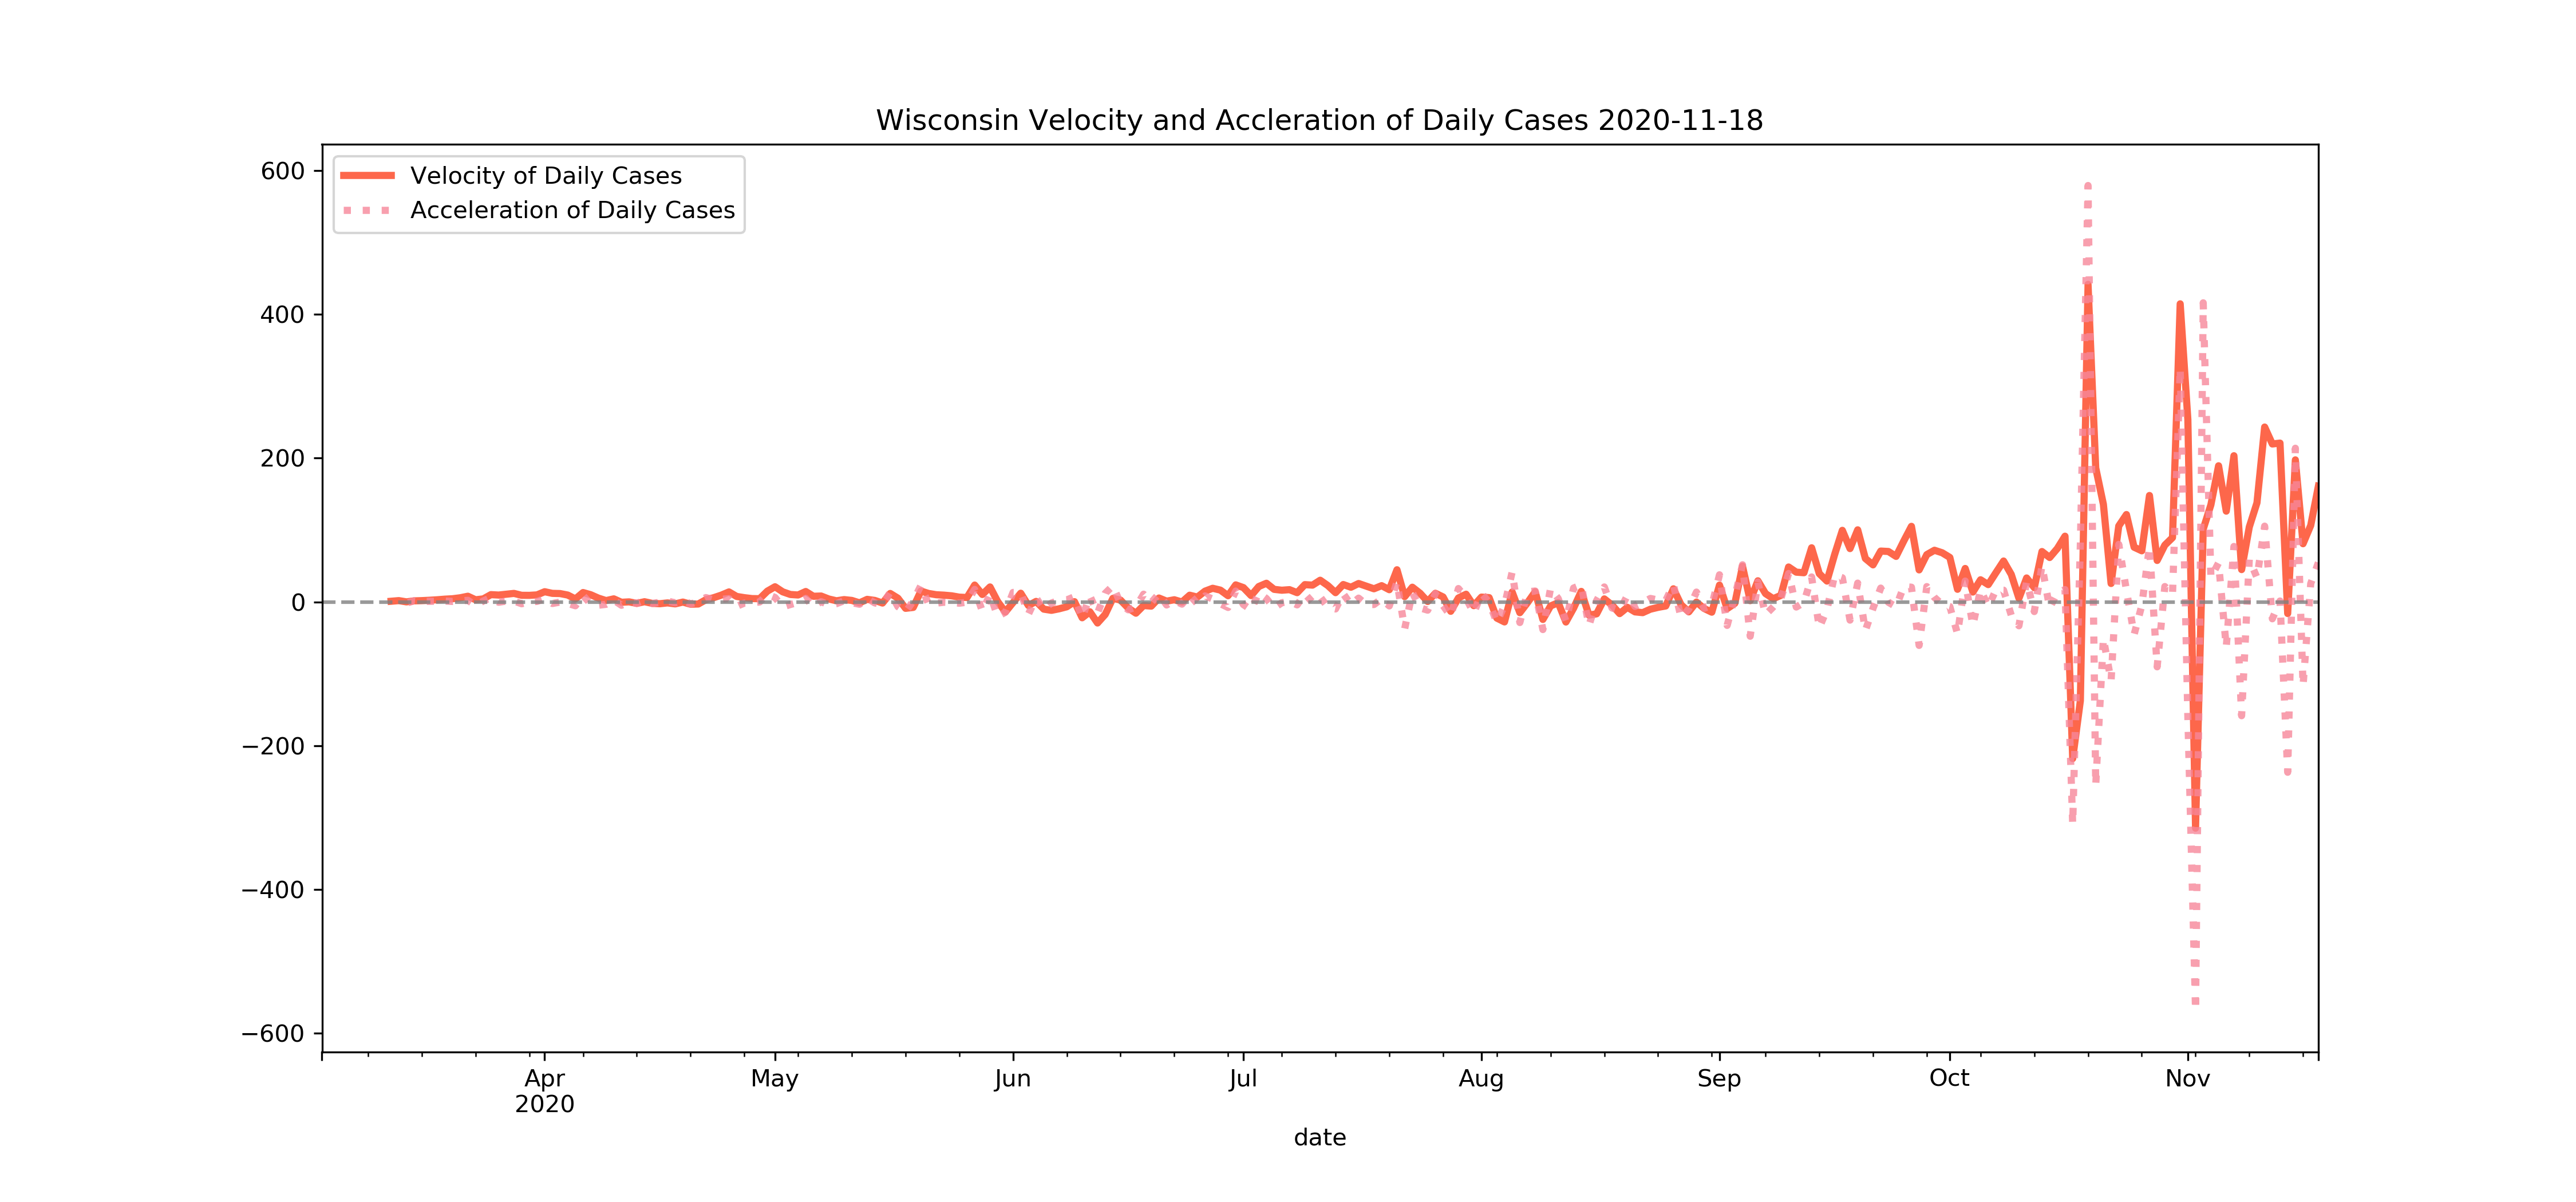 Wisconsin Velocity and Accleration of Daily Cases 2020-11-18
Velocity of Daily Cases
Acceleration of Daily Cases
600
400
200
0
−200
−400
−600
Apr May Jun Jul Aug Sep Oct Nov
2020
date